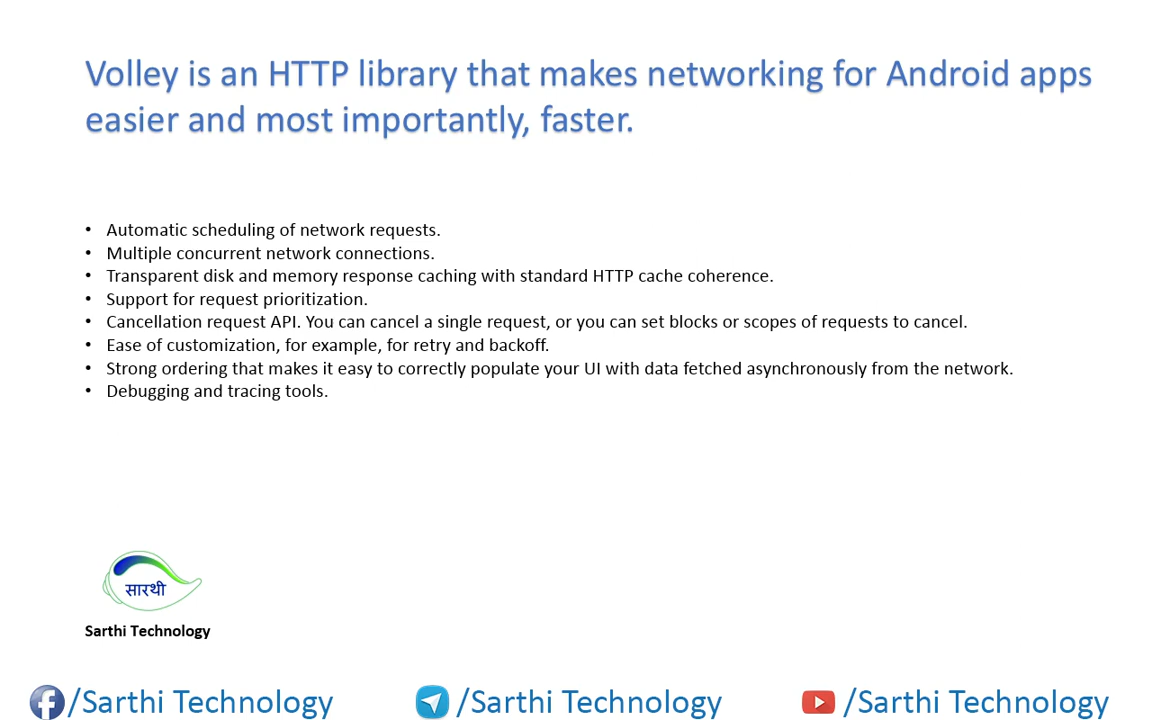 Volley is an HTTP library that makes networking for Android apps
easier and most importantly, faster.
• Automatic scheduling of network requests.
• Multiple concurrent network connections.
• Transparent disk and memory response caching with standard HTTP cache coherence.
• Support for request prioritization.
• Cancellation request API. You can cancel a single request, or you can set blocks or scopes of requests to cancel.
• Ease of customization, for example, for retry and backoff.
• Strong ordering that makes it easy to correctly populate your UI with data fetched asynchronously from the network.
• Debugging and tracing tools.
सारथी
Sarthi Technology
/Sarthi Technology /Sarthi Technology /Sarthi Technology